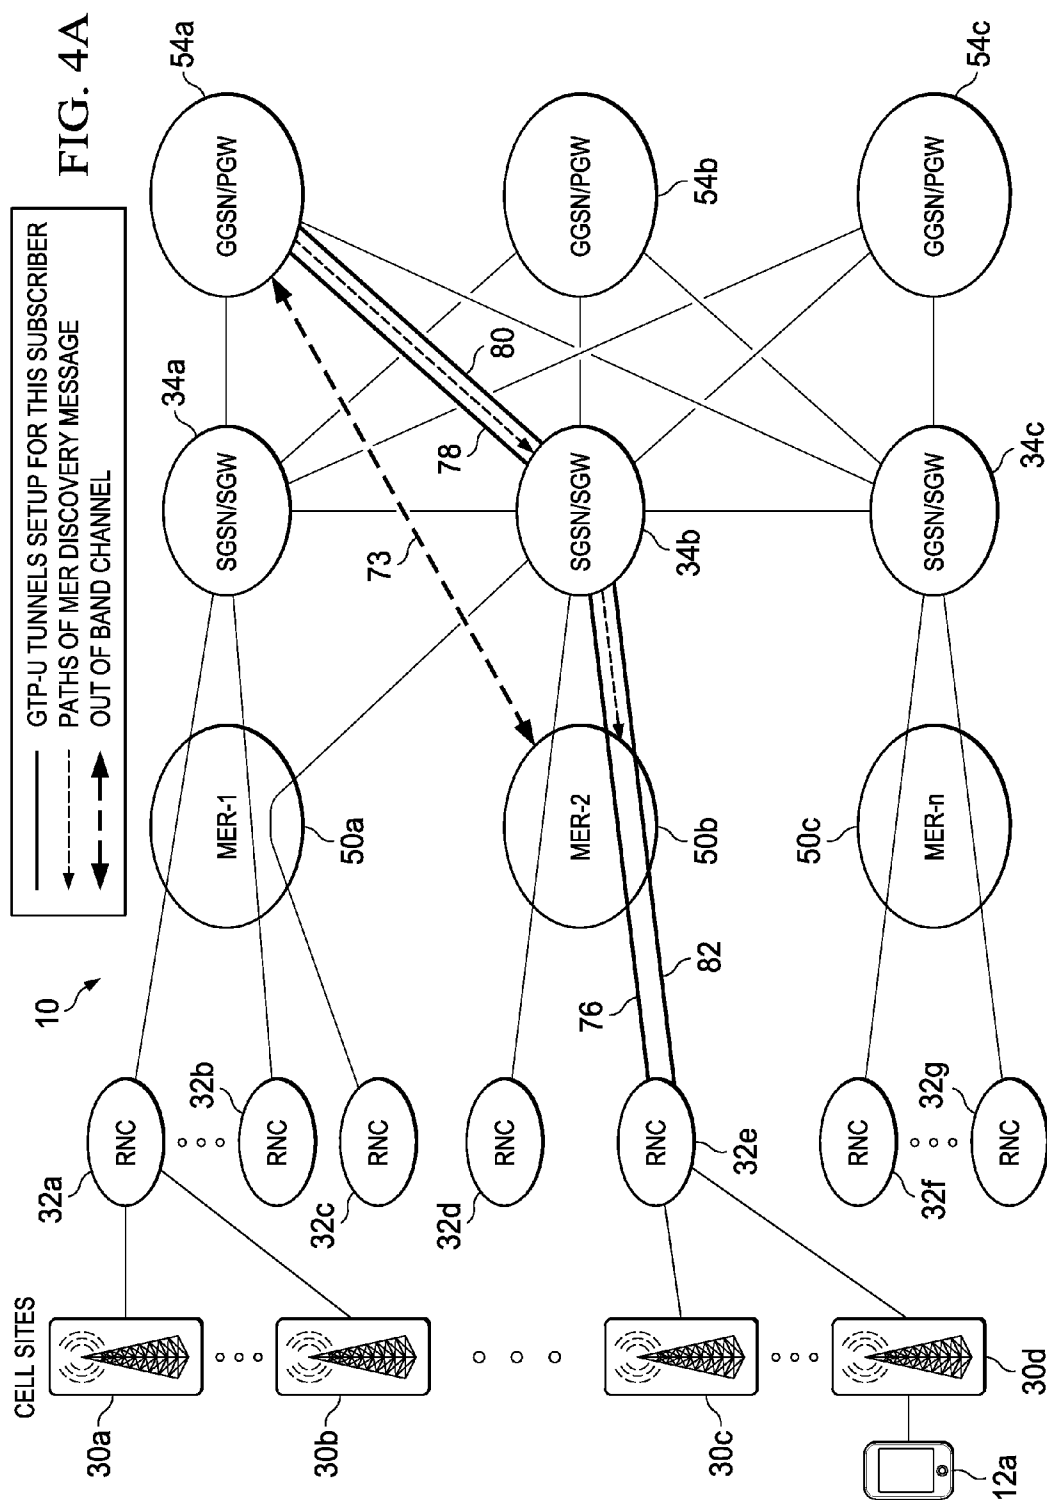 FIG. 4A
GTP-U TUNNELS SETUP FOR THIS SUBSCRIBER
PATHS OF MER DISCOVERY MESSAGE
OUT OF BAND CHANNEL
10
CELL SITES
30a
30b
30c
30d
12a
32a
RNC
32b
RNC
32c
RNC
32d
RNC
32e
RNC
32f
RNC
32g
RNC
MER-1
50a
MER-2
50b
MER-n
50c
76
82
73
78
80
34a
SGSN/SGW
34b
SGSN/SGW
34c
SGSN/SGW
54a
GGSN/PGW
54b
GGSN/PGW
54c
GGSN/PGW